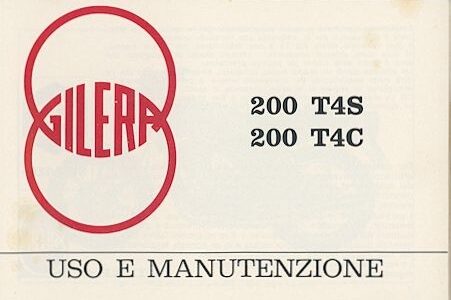 GILERA
200 T4S
200 T4C
USO E MANUTENZIONE